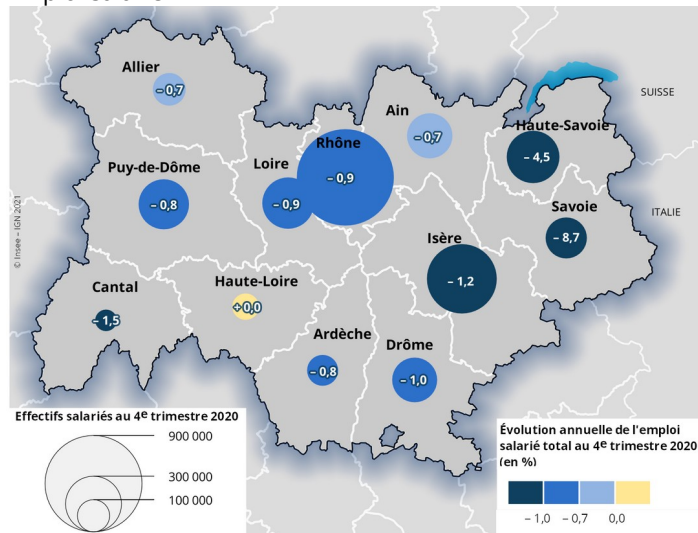 Allier
– 0,7
SUISSE
Ain
– 0,7
Haute-Savoie
– 4,5
Rhône
– 0,9
Puy-de-Dôme
– 0,8
Loire
– 0,9
Savoie
– 8,7
ITALIE
Isère
– 1,2
© Insee – IGN 2021
Cantal
– 1,5
Haute-Loire
+0,0
Ardèche
– 0,8
Drôme
– 1,0
Effectifs salariés au 4e trimestre 2020
900 000
300 000
100 000
Évolution annuelle de l'emploi
salarié total au 4e trimestre 2020
(en %)
– 1,0 – 0,7 0,0